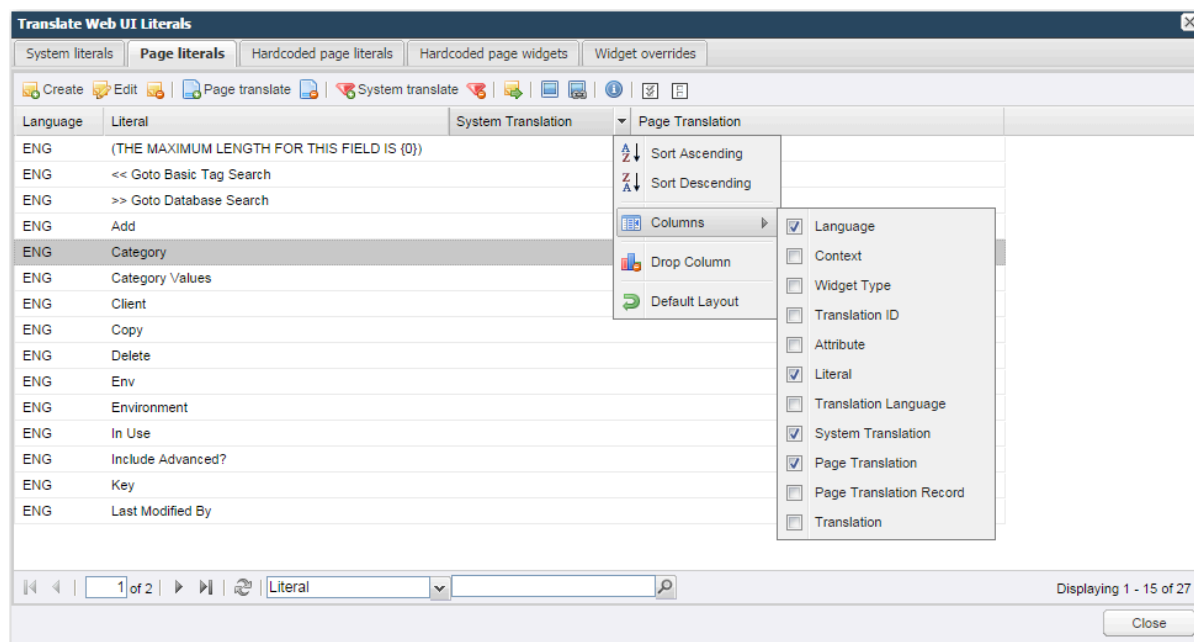 Translate Web UI Literals
System literals Page literals Hardcoded page literals Hardcoded page widgets Widget overrides
Create Edit Page translate System translate
Language Literal System Translation Page Translation
ENG (THE MAXIMUM LENGTH FOR THIS FIELD IS {0})
ENG << Goto Basic Tag Search
ENG >> Goto Database Search
ENG Add
ENG Category
ENG Category Values
ENG Client
ENG Copy
ENG Delete
ENG Env
ENG Environment
ENG In Use
ENG Include Advanced?
ENG Key
ENG Last Modified By
Sort Ascending
Sort Descending
Columns
Drop Column
Default Layout
Language
Context
Widget Type
Translation ID
Attribute
Literal
Translation Language
System Translation
Page Translation
Page Translation Record
Translation
1 of 2 Literal Displaying 1 - 15 of 27
Close